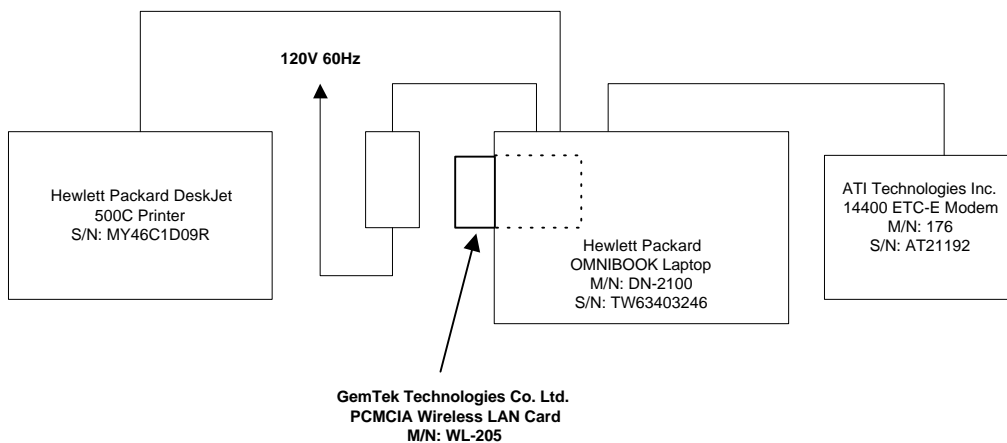 120V 60Hz
Hewlett Packard DeskJet
500C Printer
S/N: MY46C1D09R
Hewlett Packard
OMNIBOOK Laptop
M/N: DN-2100
S/N: TW63403246
ATI Technologies Inc.
14400 ETC-E Modem
M/N: 176
S/N: AT21192
GemTek Technologies Co. Ltd.
PCMCIA Wireless LAN Card
M/N: WL-205